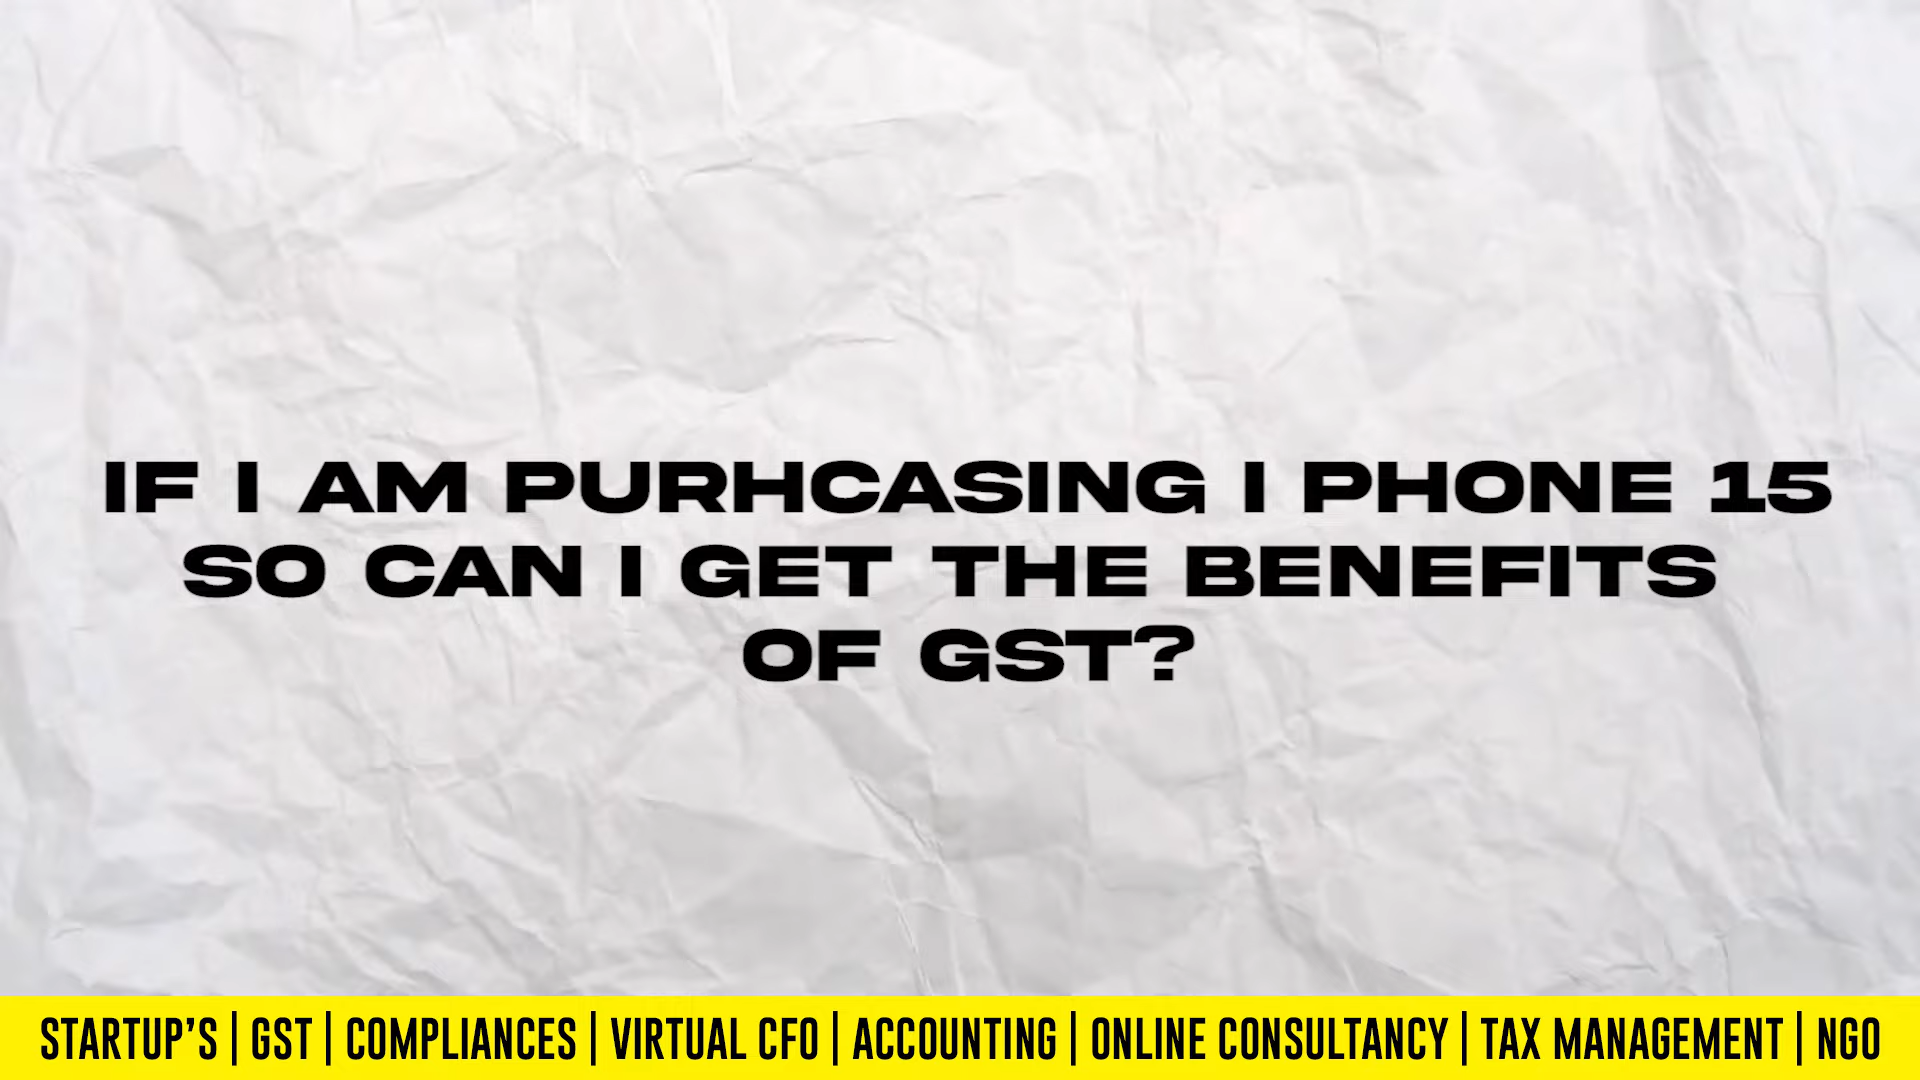 IF I AM PURHCASING I PHONE 15
SO CAN I GET THE BENEFITS
OF GST?
STARTUP'S | GST | COMPLIANCES | VIRTUAL CFO | ACCOUNTING | ONLINE CONSULTANCY | TAX MANAGEMENT | NGO